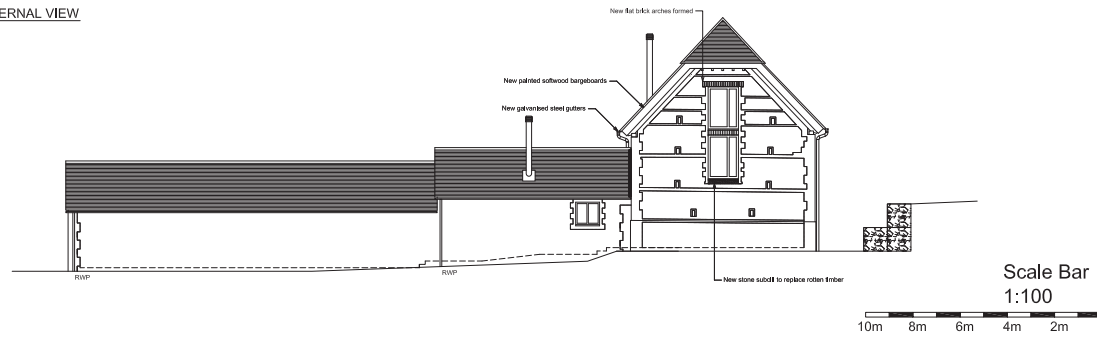 ERNAL VIEW
New flat brick arches formed
New painted softwood bargeboards
New galvanised steel gutters
RWP
RWP
New stone subcill to replace rotten timber
Scale Bar
1:100
10m 8m 6m 4m 2m